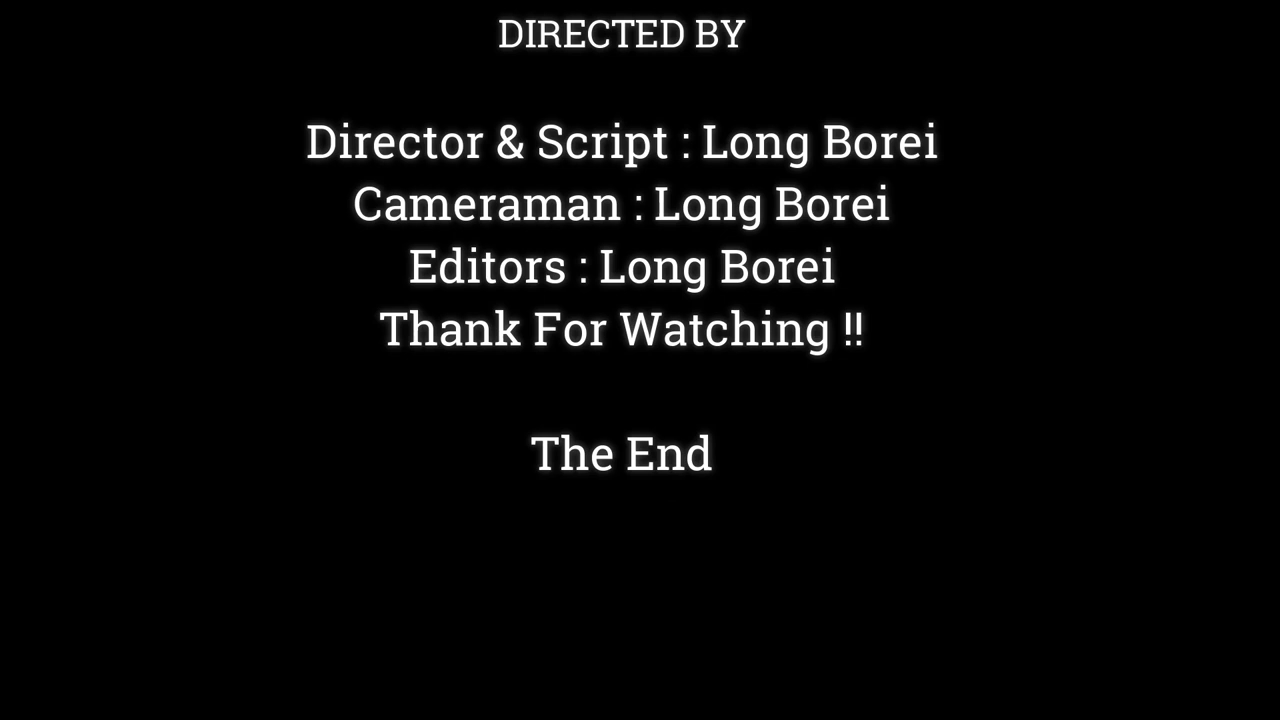 DIRECTED BY
Director & Script : Long Borei
Cameraman : Long Borei
Editors : Long Borei
Thank For Watching !!
The End